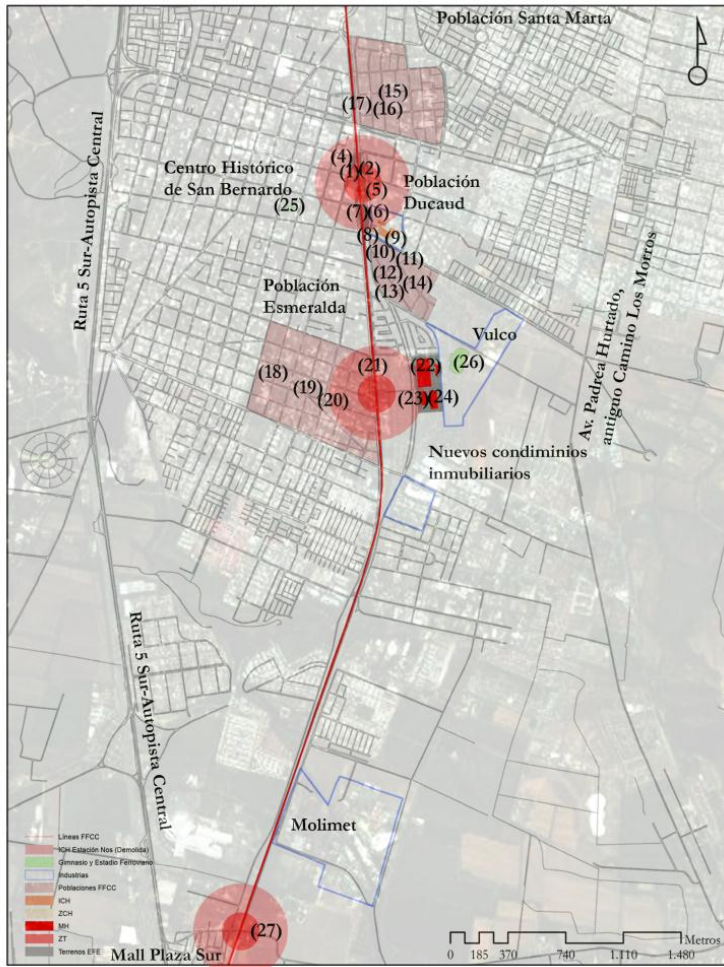 Población Santa Marta
(15)
(17) (16)
Ruta 5 Sur-Autopista Central
(4)
(1) (2)
Centro Histórico
de San Bernardo
(5)
Población
Ducaud
(25)
(7) (6)
(8) (9)
(10) (11)
(12)
(14)
(13)
Población
Esmeralda
Vulco
Av. Padrea Hurtado,
antiguo Camino Los Morros
(21)
(22)
(26)
(18)
(19)
(20)
(23) (24)
Nuevos condiminios
inmubiliarios
Ruta 5 Sur-Autopista Central
Molimet
Líneas FFCC
ICH Estación Nos (Demolida)
Gimnasio y Estadio Ferroviario
Industrias
Poblaciones FFCC
ICH
ZCH
MH
ZT
Terrenos EFE
(27)
Mall Plaza Sur
Metros
0 185 370 740 1.110 1.480